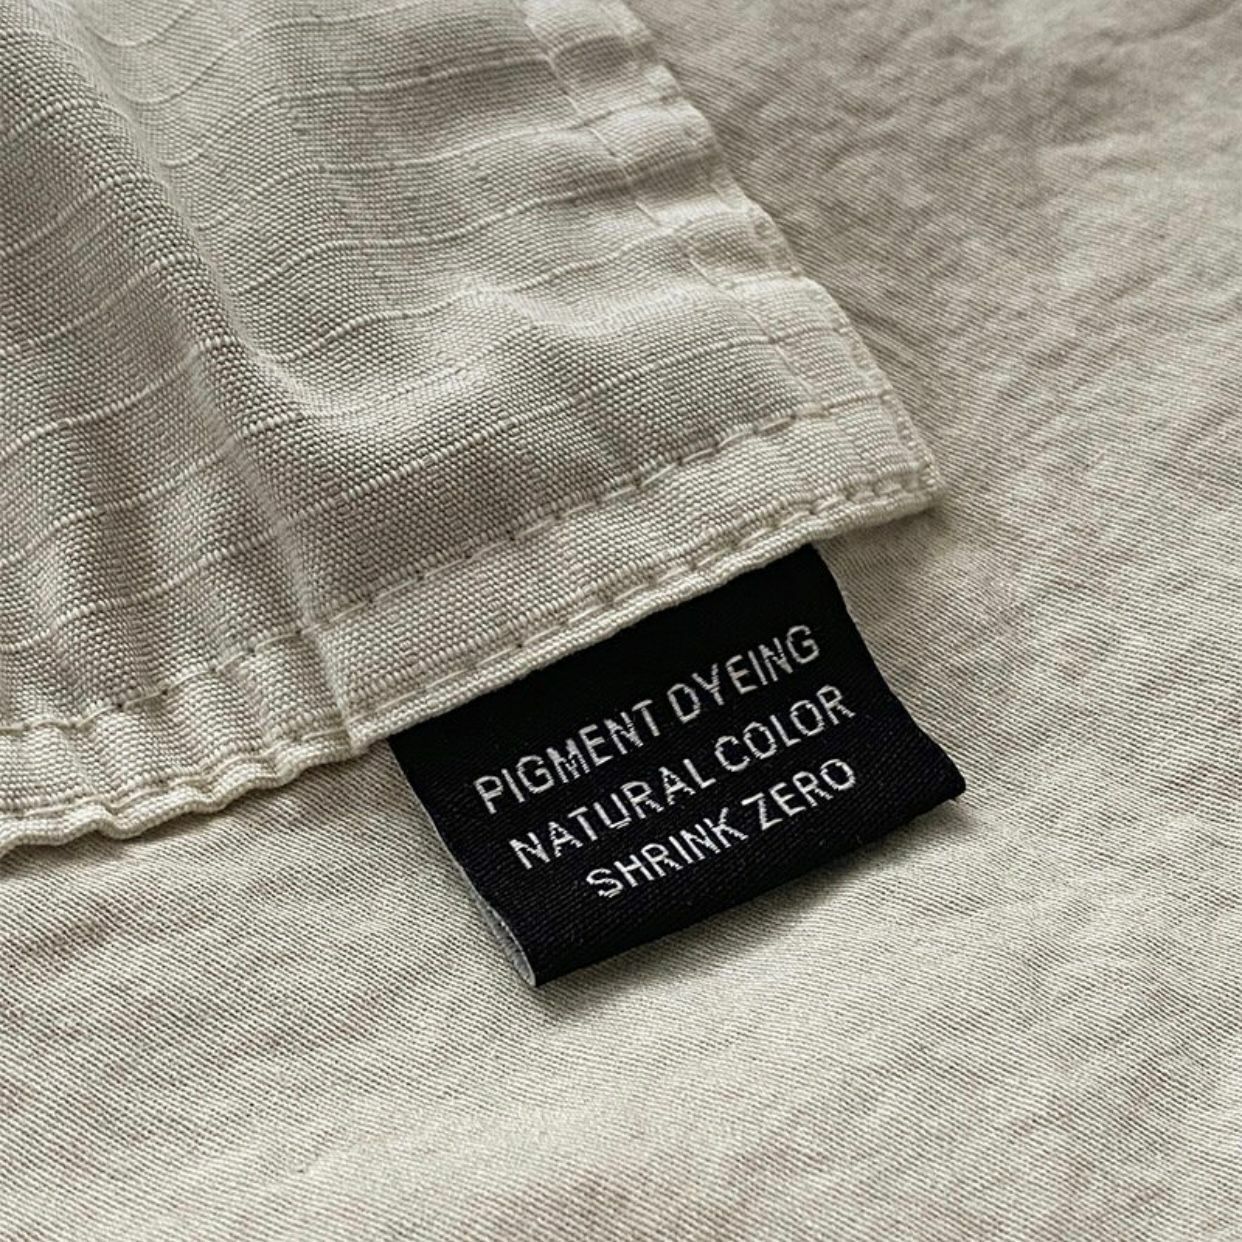 PIGMENT DYEING
NATURAL COLOR
SHRINK ZERO